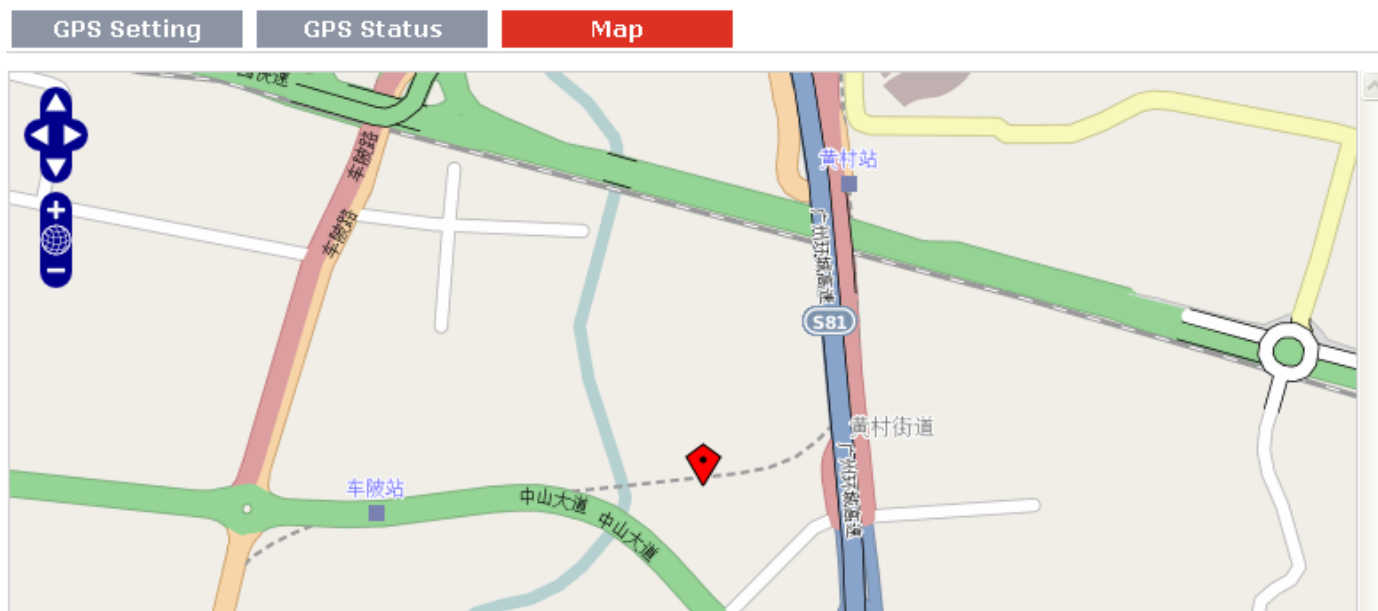 GPS Setting
GPS Status
Map
快速
车陂路
黄村站
车陂路
广州环城高速
S81
黄村街道
广州环城高速
车陂站
中山大道
中山大道